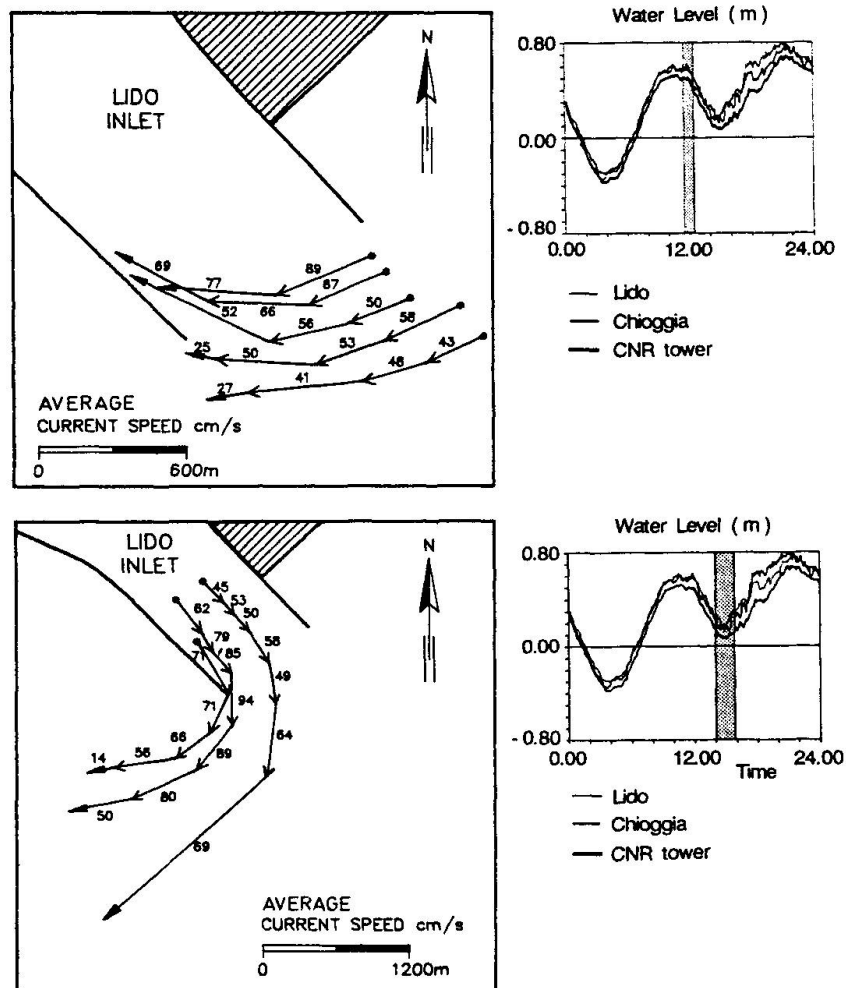 LIDO
INLET
N
69
77
89
52
66
87
50
56
58
25
50
53
43
48
27
41
AVERAGE
CURRENT SPEED cm/s
0
600m
Water Level (m)
0.80
0.00
-0.80
0.00
12.00
24.00
Lido
Chioggia
CNR tower
LIDO
INLET
N
45
53
50
62
79
58
71
85
49
71
94
64
66
56
14
89
80
50
69
AVERAGE
CURRENT SPEED cm/s
0
1200m
Water Level (m)
0.80
0.00
-0.80
0.00
12.00
Time
24.00
Lido
Chioggia
CNR tower